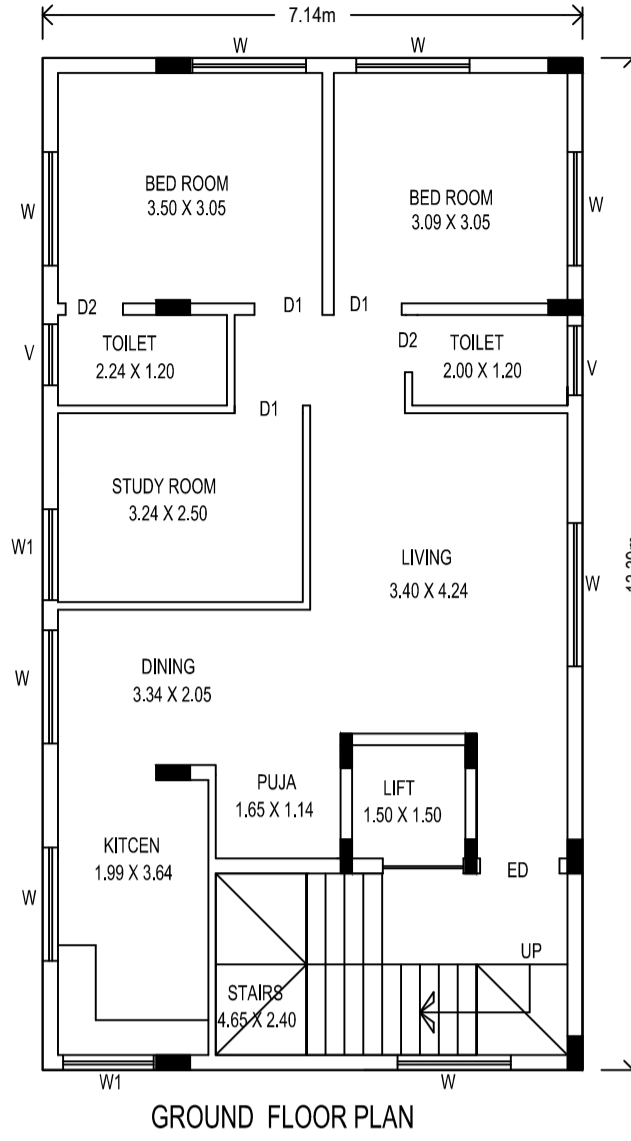 7.14m
W
W
BED ROOM
3.50 X 3.05
BED ROOM
3.09 X 3.05
W
W
D2
D1
D1
TOILET
2.24 X 1.20
V
D2
TOILET
2.00 X 1.20
V
D1
STUDY ROOM
3.24 X 2.50
W1
LIVING
3.40 X 4.24
W
DINING
3.34 X 2.05
W
PUJA
1.65 X 1.14
LIFT
1.50 X 1.50
KITCEN
1.99 X 3.64
W
ED
UP
STAIRS
4.65 X 2.40
W1
W
GROUND FLOOR PLAN